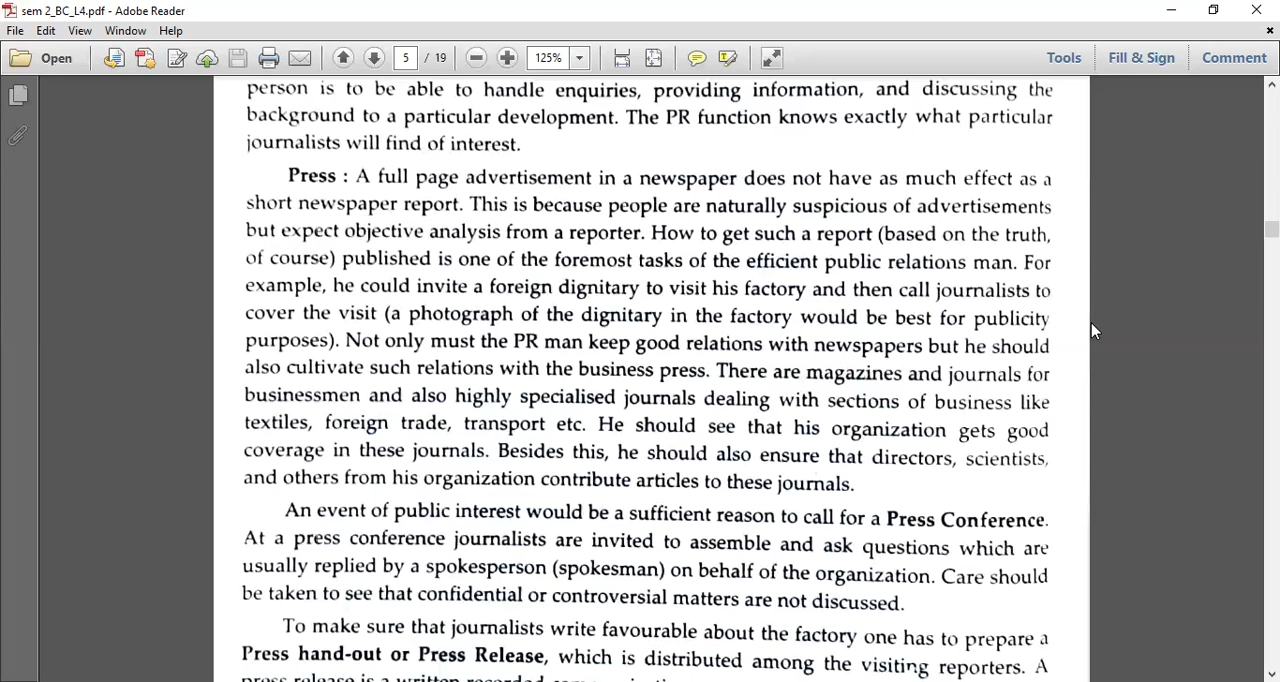 sem 2_BC_L4.pdf - Adobe Reader
File Edit View Window Help
Open 5 / 19 125% Tools Fill & Sign Comment
person is to be able to handle enquiries, providing information, and discussing the
background to a particular development. The PR function knows exactly what particular
journalists will find of interest.
Press : A full page advertisement in a newspaper does not have as much effect as a
short newspaper report. This is because people are naturally suspicious of advertisements
but expect objective analysis from a reporter. How to get such a report (based on the truth,
of course) published is one of the foremost tasks of the efficient public relations man. For
example, he could invite a foreign dignitary to visit his factory and then call journalists to
cover the visit (a photograph of the dignitary in the factory would be best for publicity
purposes). Not only must the PR man keep good relations with newspapers but he should
also cultivate such relations with the business press. There are magazines and journals for
businessmen and also highly specialised journals dealing with sections of business like
textiles, foreign trade, transport etc. He should see that his organization gets good
coverage in these journals. Besides this, he should also ensure that directors, scientists,
and others from his organization contribute articles to these journals.
An event of public interest would be a sufficient reason to call for a Press Conference.
At a press conference journalists are invited to assemble and ask questions which are
usually replied by a spokesperson (spokesman) on behalf of the organization. Care should
be taken to see that confidential or controversial matters are not discussed.
To make sure that journalists write favourable about the factory one has to prepare a
Press hand-out or Press Release, which is distributed among the visiting reporters. A
press release is a written recorded